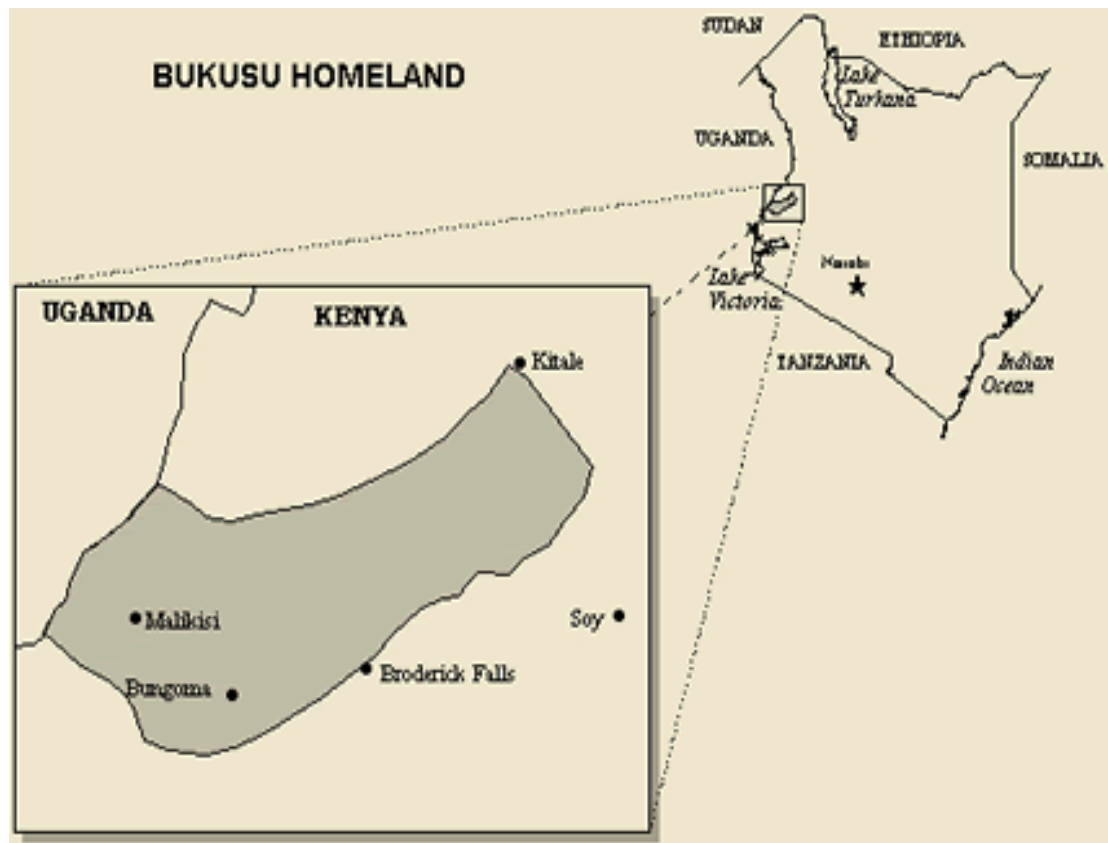 BUKUSU HOMELAND
SUDAN
ETHIOPIA
Lake
Turkana
UGANDA
SOMALIA
Lake
Victoria
TANZANIA
Indian
Ocean
UGANDA
KENYA
Kitale
Malikisi
Soy
Broderick Falls
Bungoma